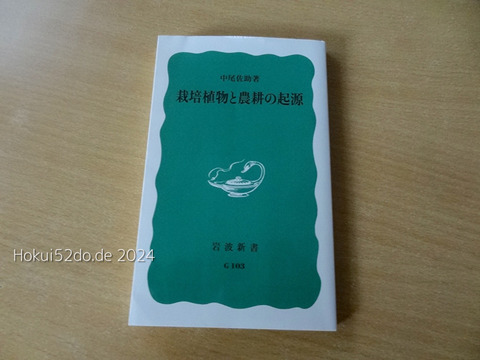 中尾佐助著
栽培植物と農耕の起源
岩波新書
G 103
Hokui52do.de 2024